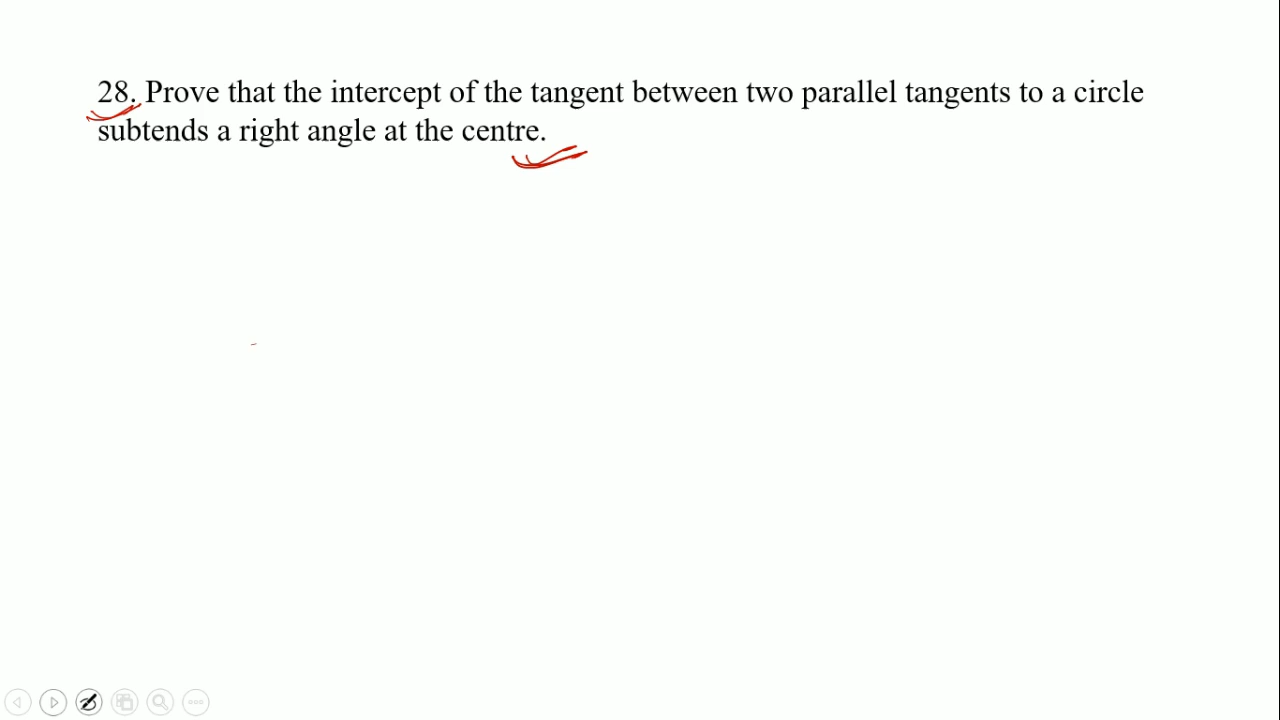 28. Prove that the intercept of the tangent between two parallel tangents to a circle
subtends a right angle at the centre.